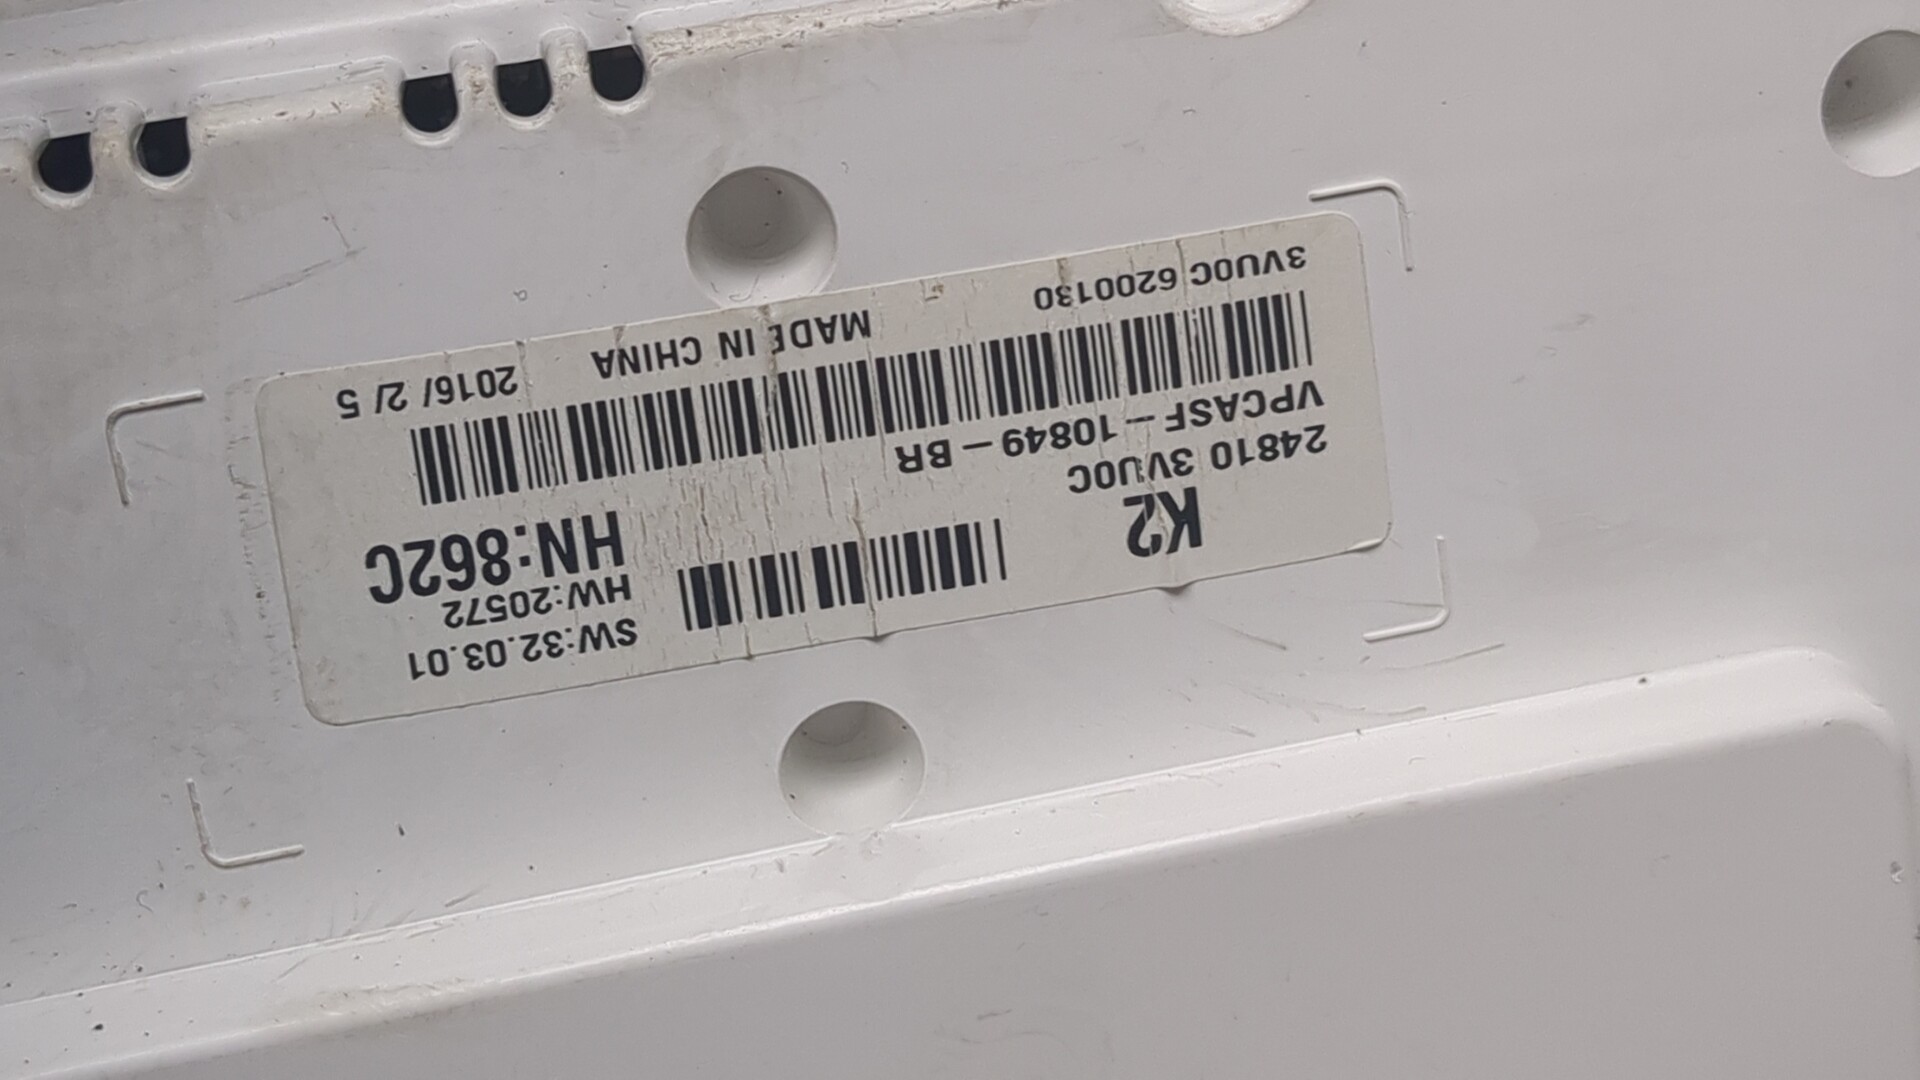 SW:32.03.01
HW:20572
K2
HN:862C
24810 3VU0C
VPCASF－10849－BR
3VU0C 6200130
MADE IN CHINA
2016/ 2/ 5